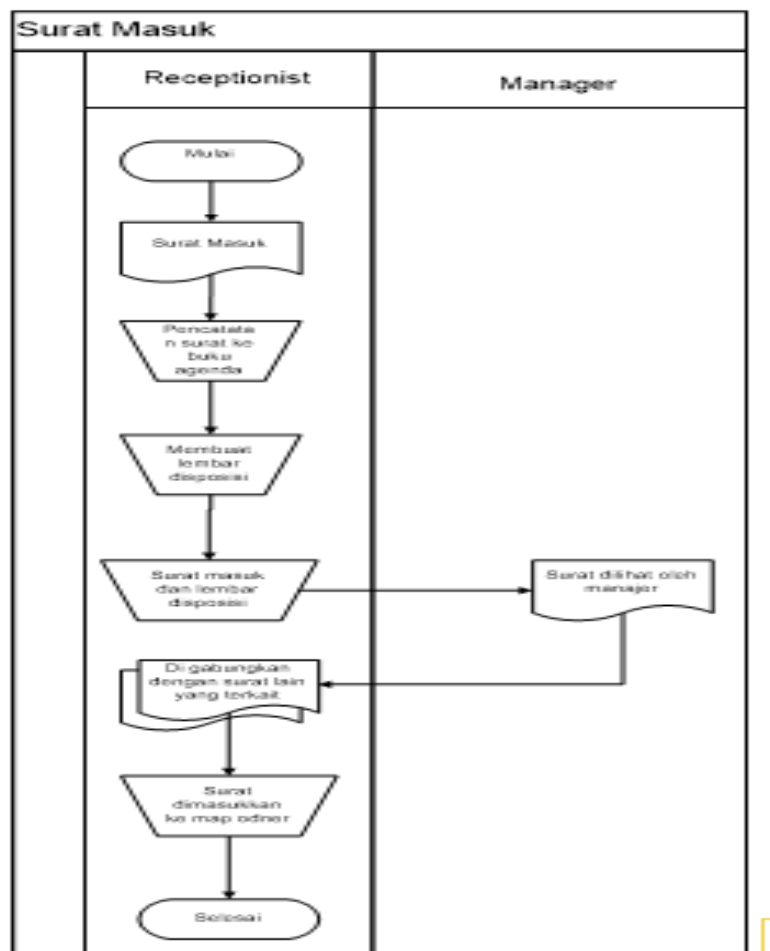 Surat Masuk
Receptionist
Manager
Mulai
Surat Masuk
Pencatata
n surat ke
buku
agenda
Membuat
lembar
disposisi
Surat masuk
dan lembar
disposisi
Surat dilihat oleh
manajer
Di gabungkan
dengan surat lain
yang terkait
Surat
dimasukkan
ke map odner
Selesai